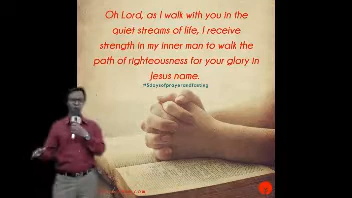 Oh Lord, as I walk with you in the
quiet streams of life, I receive
strength in my inner man to walk the
path of righteousness for your glory in
Jesus name.
#5daysofprayerandfasting